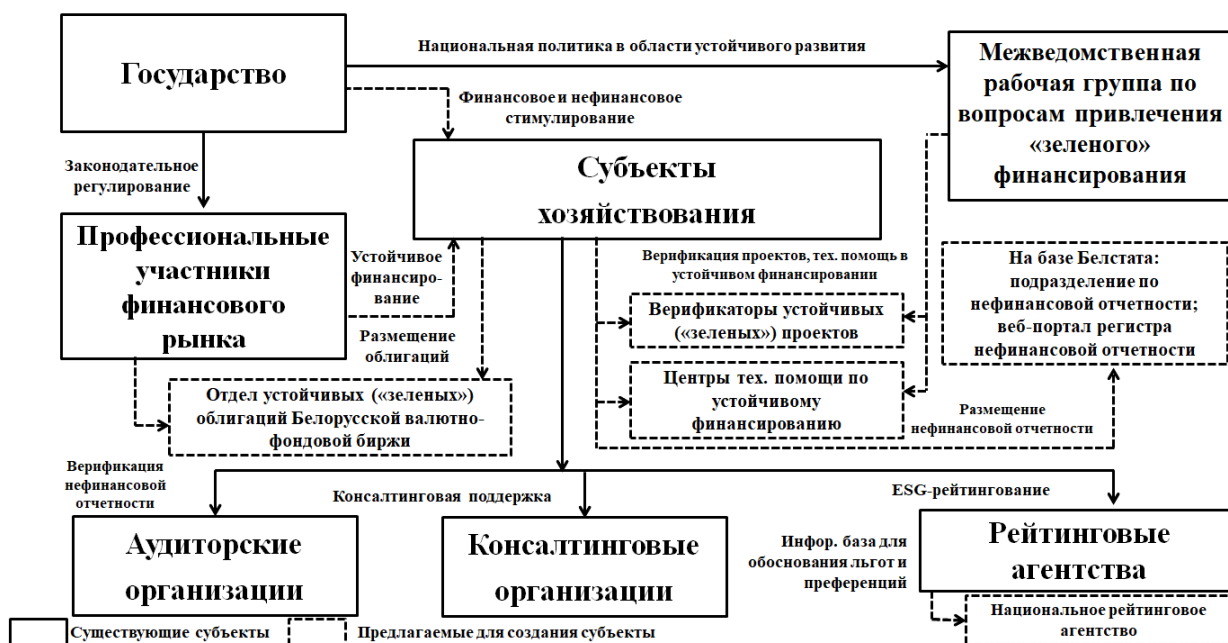 Национальная политика в области устойчивого развития
Государство
Межведомственная
рабочая группа по
вопросам привлечения
«зеленого»
финансирования
Финансовое и нефинансовое
стимулирование
Законодательное
регулирование
Субъекты
хозяйствования
Профессиональные
участники
финансового
рынка
Устойчивое
финансиро-
вание
Верификация проектов, тех. помощь в
устойчивом финансировании
На базе Белстата:
подразделение по
нефинансовой отчетности;
веб-портал регистра
нефинансовой отчетности
Верификаторы устойчивых
(«зеленых») проектов
Размещение
облигаций
Центры тех. помощи по
устойчивому
финансированию
Отдел устойчивых («зеленых»)
облигаций Белорусской валютно-
фондовой биржи
Размещение
нефинансовой отчетности
Верификация
нефинансовой
отчетности
Консалтинговая поддержка
ESG-рейтингование
Аудиторские
организации
Консалтинговые
организации
Инфор. база для
обоснования льгот и
преференций
Рейтинговые
агентства
Национальное рейтинговое
агентство
Существующие субъекты
Предлагаемые для создания субъекты